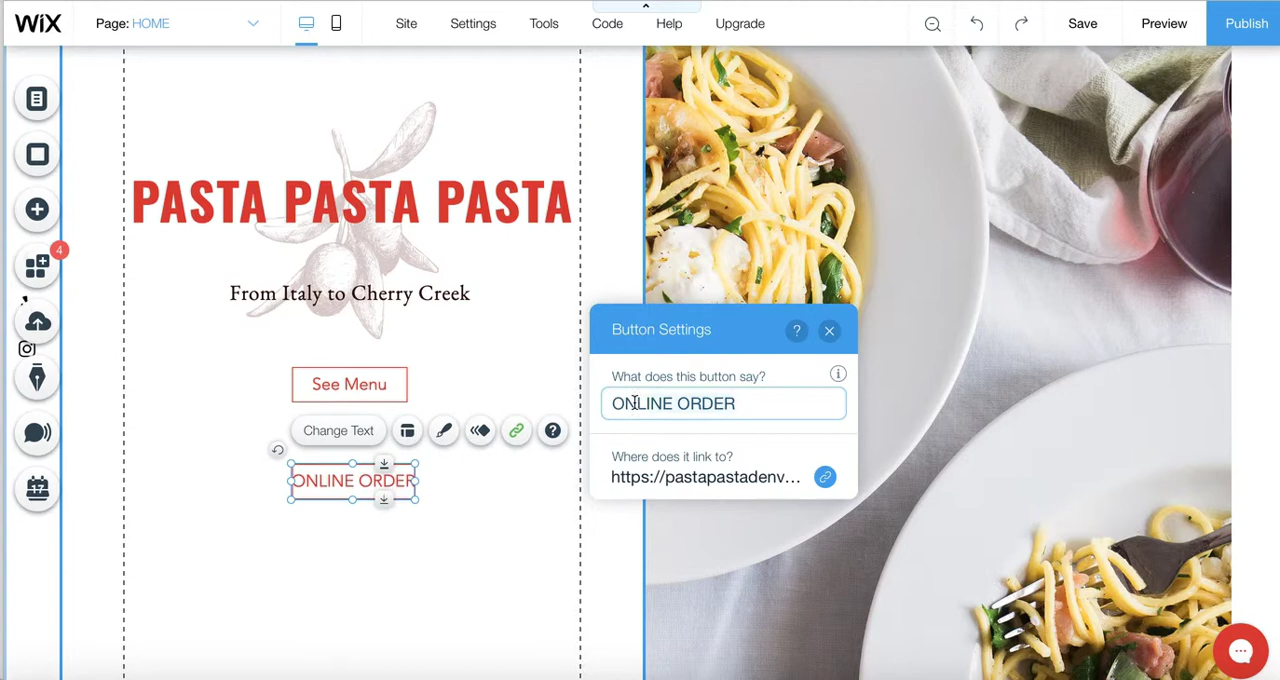 WiX
Page: HOME
Site
Settings
Tools
Code
Help
Upgrade
Save
Preview
Publish
4
17
PASTA PASTA PASTA
From Italy to Cherry Creek
See Menu
Change Text
?
ONLINE ORDER
Button Settings
?
What does this button say?
i
ONLINE ORDER
Where does it link to?
https://pastapastadenv...